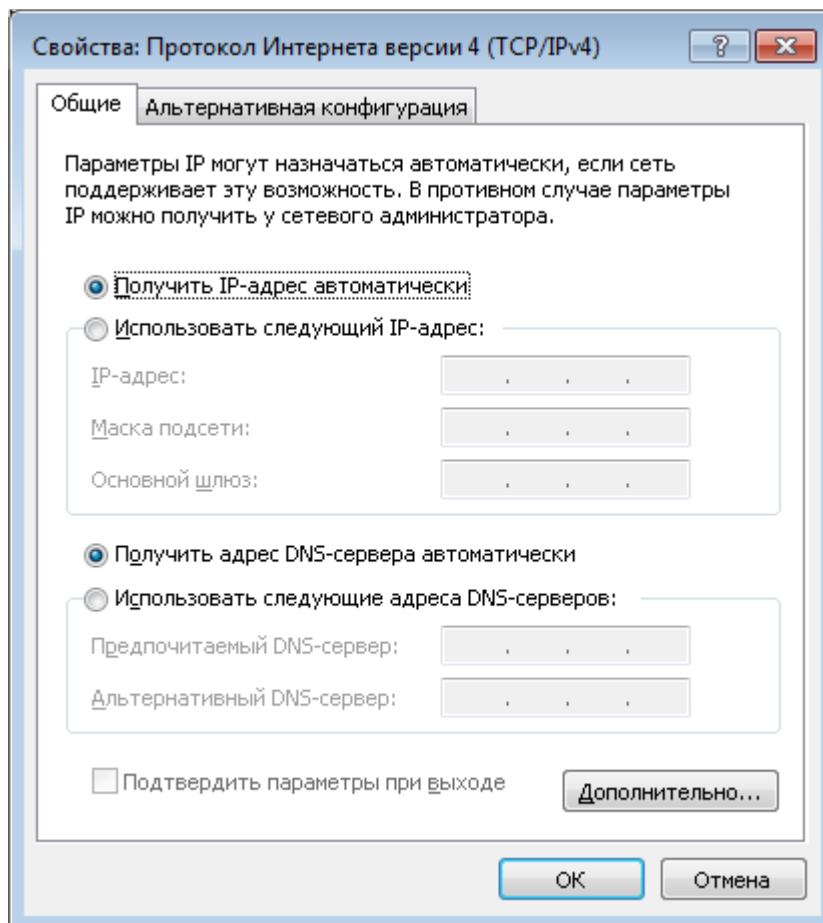 Свойства: Протокол Интернета версии 4 (TCP/IPv4)
Общие
Альтернативная конфигурация
Параметры IP могут назначаться автоматически, если сеть
поддерживает эту возможность. В противном случае параметры
IP можно получить у сетевого администратора.
Получить IP-адрес автоматически
Использовать следующий IP-адрес:
IP-адрес:
Маска подсети:
Основной шлюз:
Получить адрес DNS-сервера автоматически
Использовать следующие адреса DNS-серверов:
Предпочитаемый DNS-сервер:
Альтернативный DNS-сервер:
Подтвердить параметры при выходе
Дополнительно...
ОК
Отмена